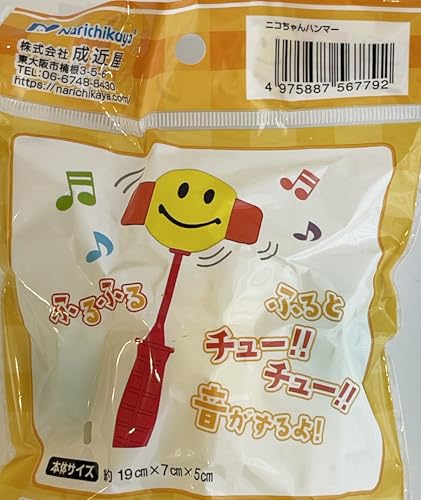 Narichikaya
株式会社 成近屋
東大阪市楠根3-5-6
TEL:06-6748-8430
https://narichikaya.com/
ニコちゃんハンマー
4 975887 567792
ふるふる
ふると
チュー!!
チュー!!
音がするよ!
本体サイズ 約 19cm×7cm×5cm